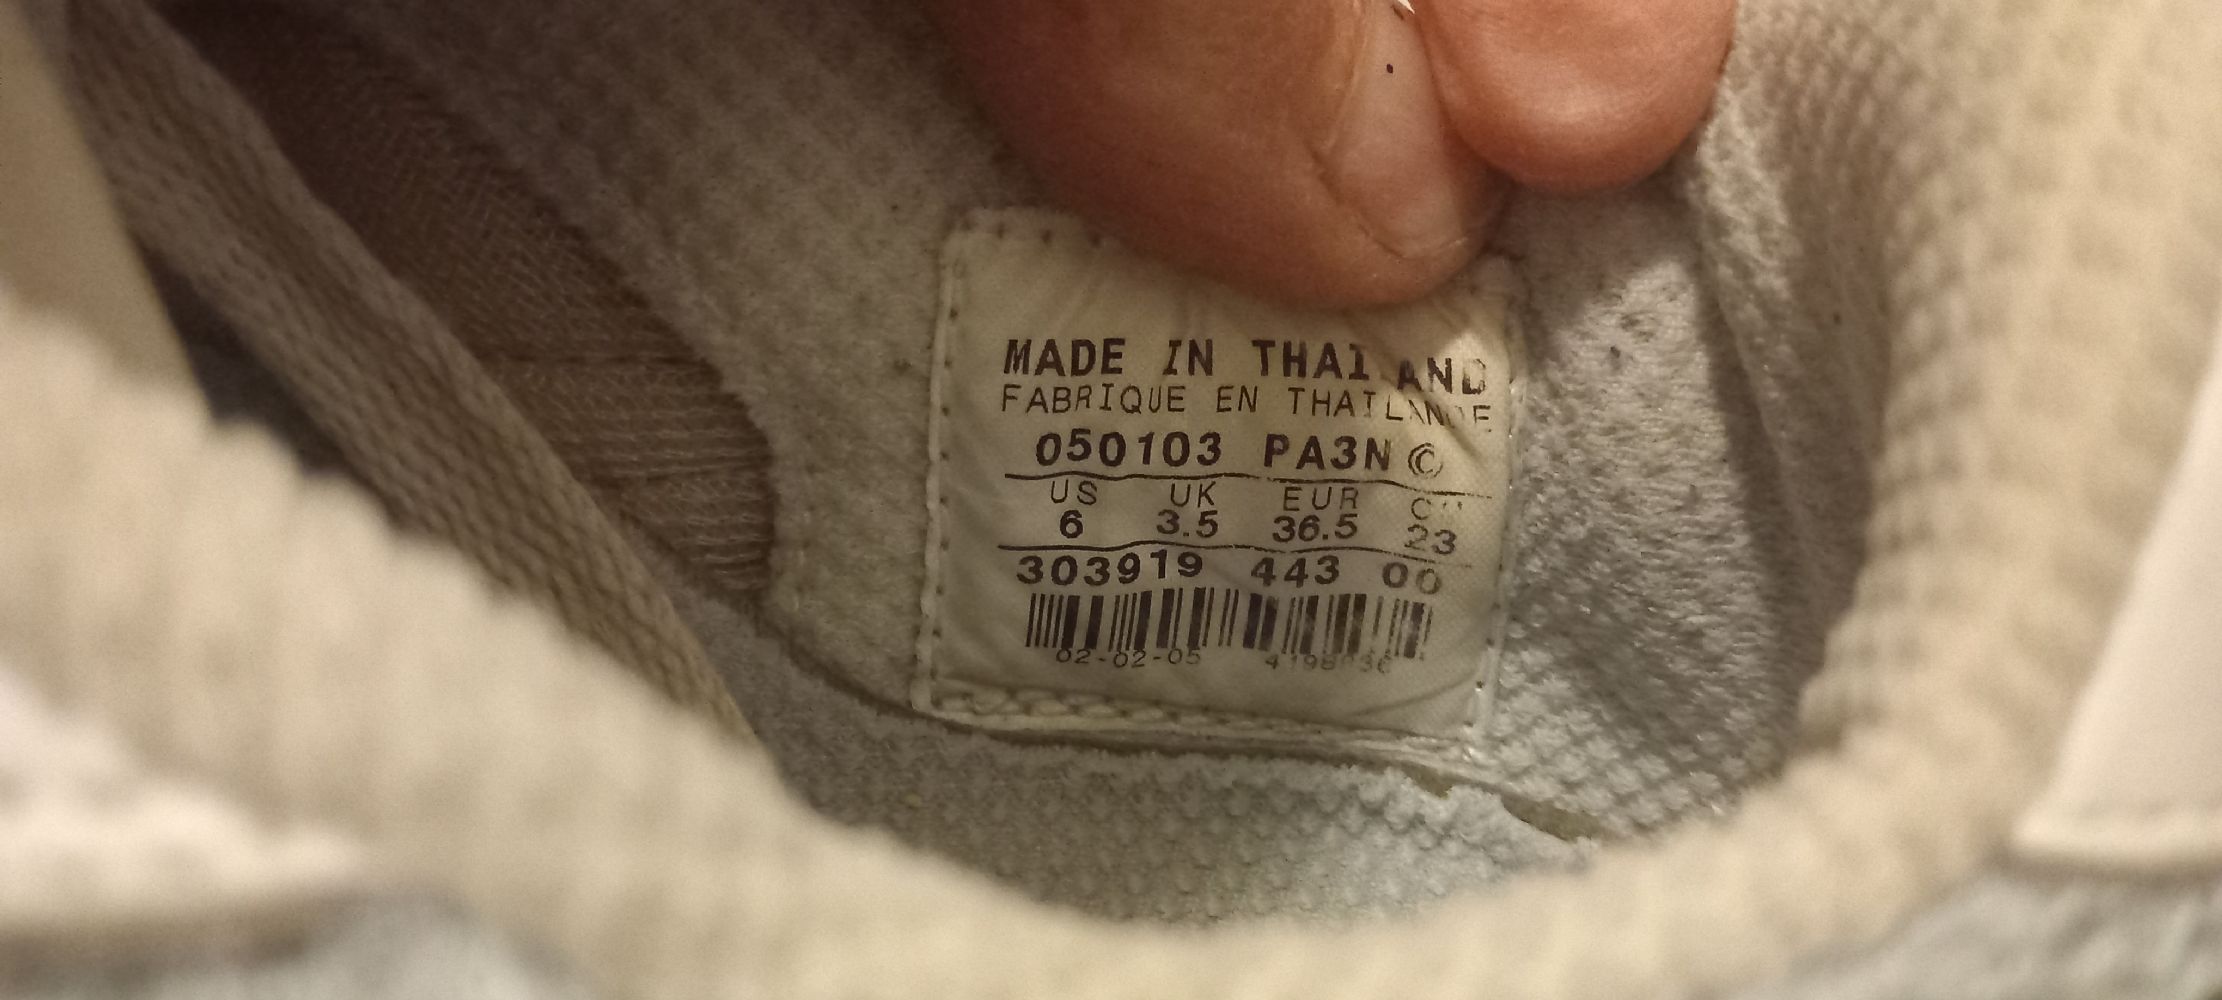 MADE IN THAILAND
FABRIQUE EN THAILANDE
050103 PA3N ©
US UK EUR
6 3.5 36.5 23
303919 443 00
02-02-05